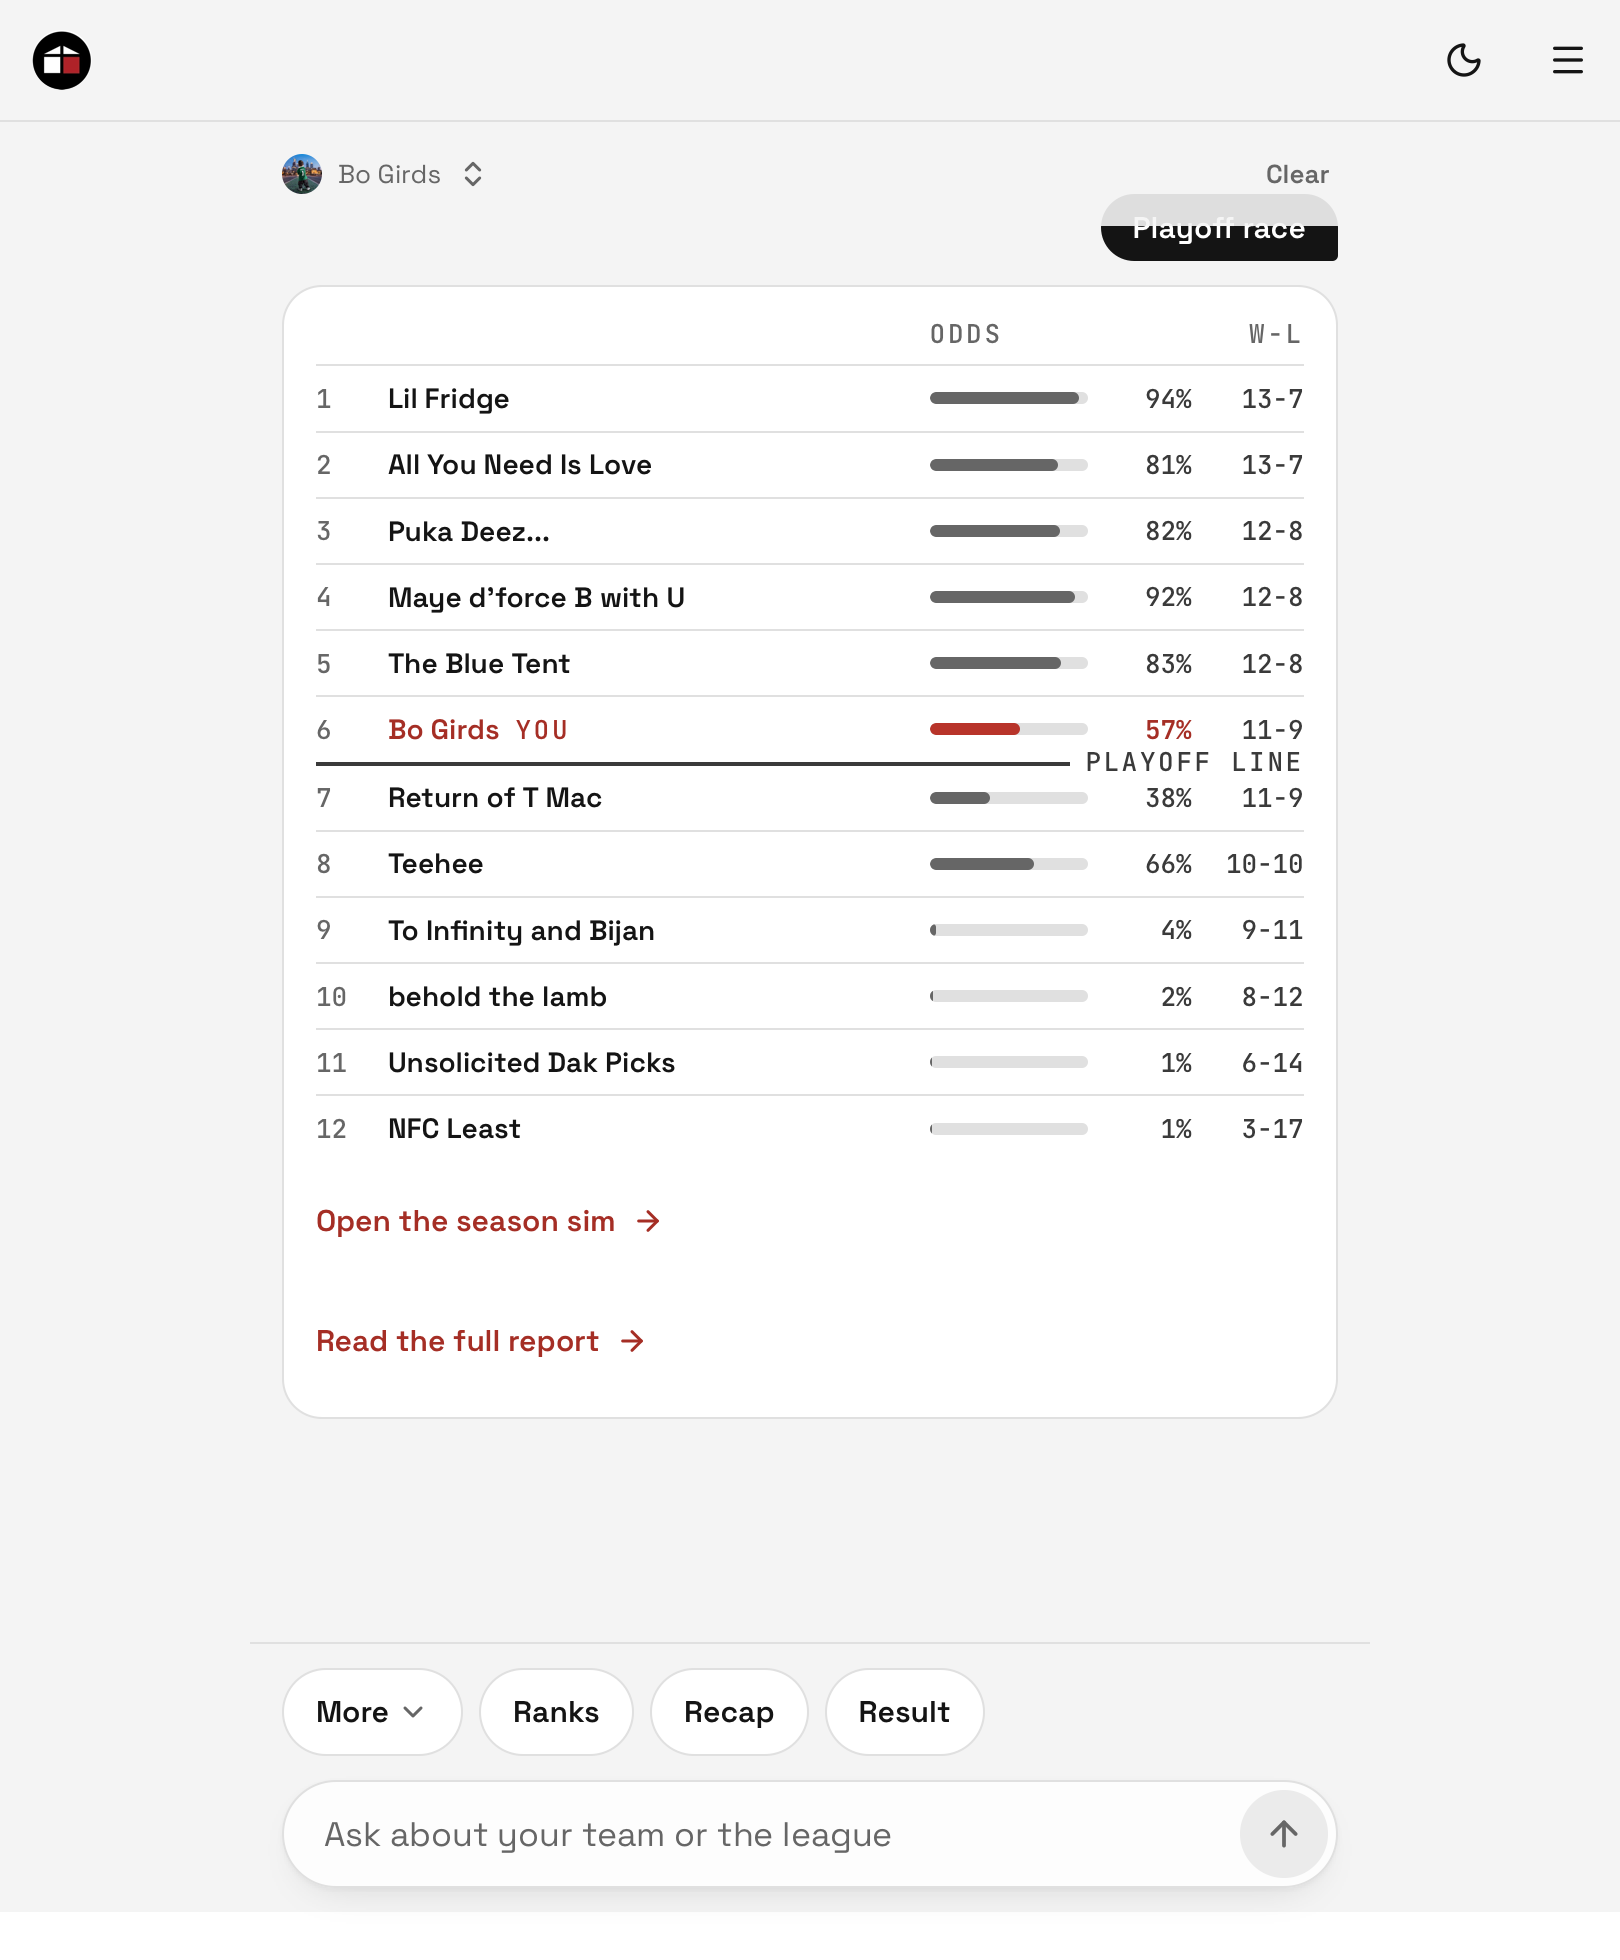 Bo Girds
Clear
Playoff race
ODDS W-L
1 Lil Fridge 94% 13-7
2 All You Need Is Love 81% 13-7
3 Puka Deez... 82% 12-8
4 Maye d’force B with U 92% 12-8
5 The Blue Tent 83% 12-8
6 Bo Girds YOU 57% 11-9
PLAYOFF LINE
7 Return of T Mac 38% 11-9
8 Teehee 66% 10-10
9 To Infinity and Bijan 4% 9-11
10 behold the lamb 2% 8-12
11 Unsolicited Dak Picks 1% 6-14
12 NFC Least 1% 3-17
Open the season sim →
Read the full report →
More Ranks Recap Result
Ask about your team or the league